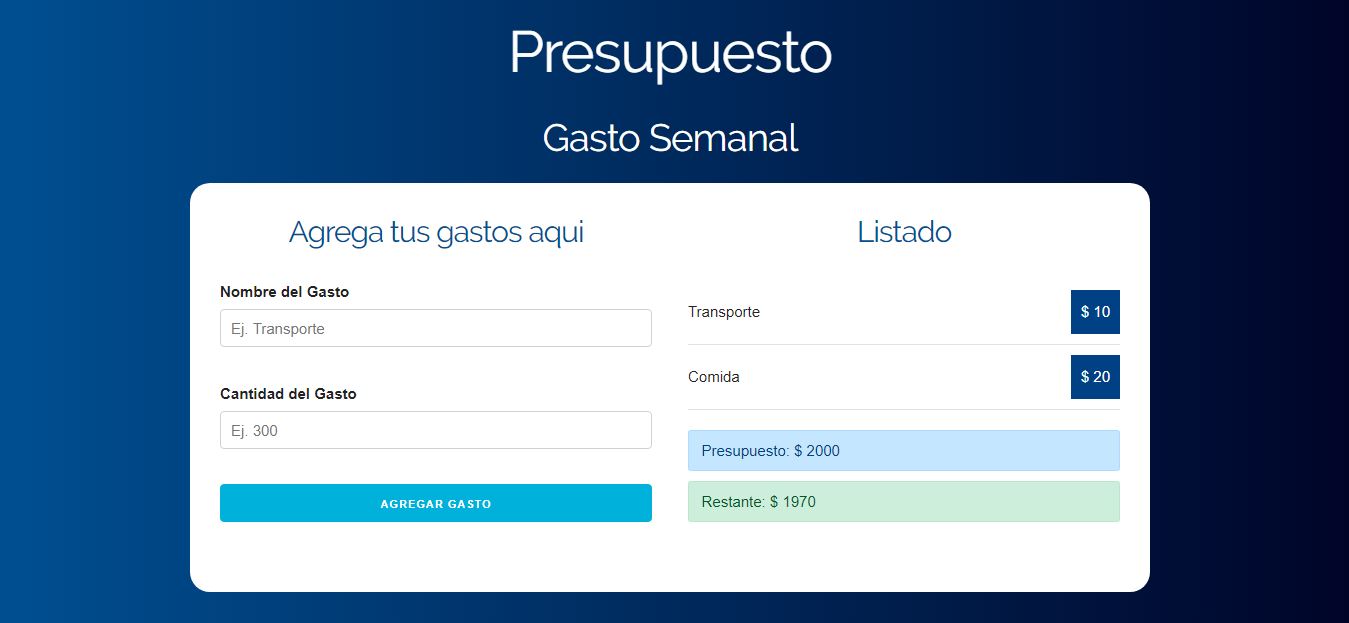 Presupuesto
Gasto Semanal
Agrega tus gastos aqui
Nombre del Gasto
Ej. Transporte
Cantidad del Gasto
Ej. 300
AGREGAR GASTO
Listado
Transporte $ 10
Comida $ 20
Presupuesto: $ 2000
Restante: $ 1970